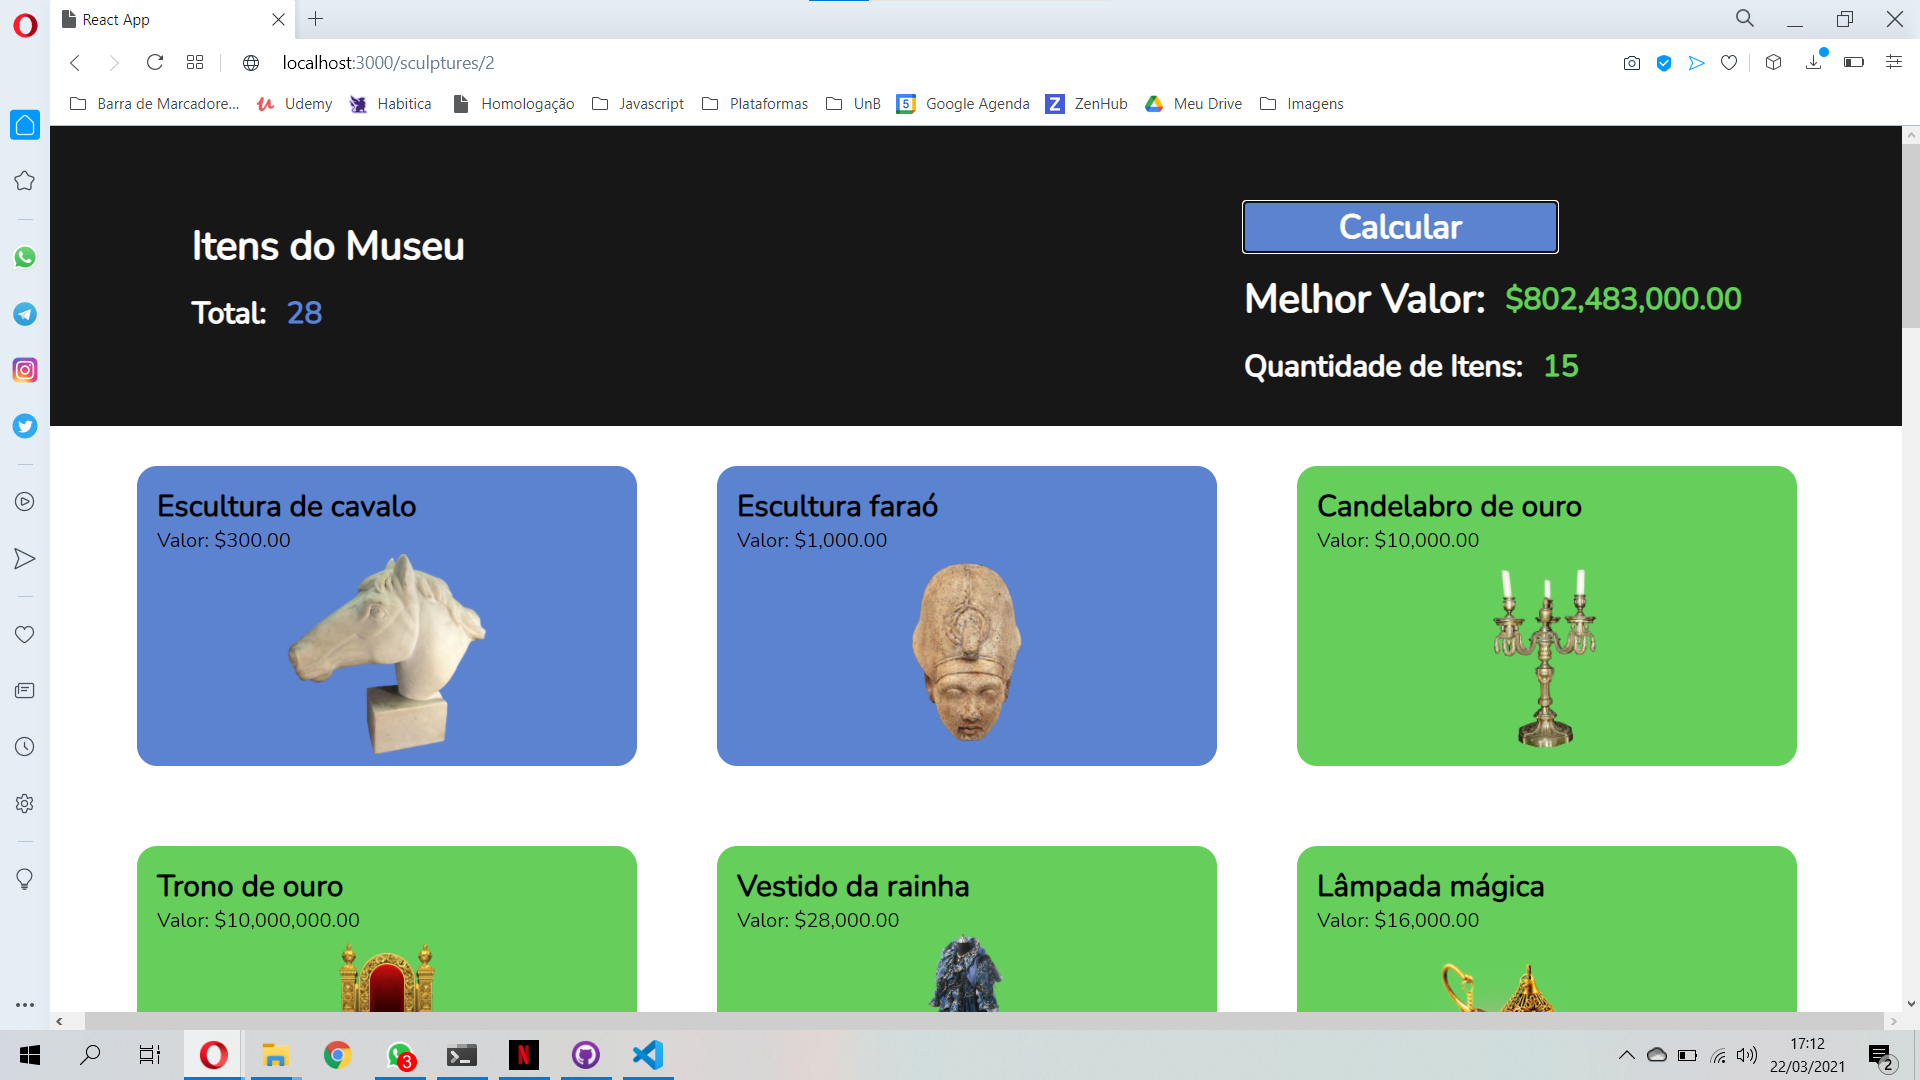 React App
localhost:3000/sculptures/2
Barra de Marcadore... Udemy Habitica Homologação Javascript Plataformas UnB 5 Google Agenda Z ZenHub Meu Drive Imagens
Itens do Museu
Total: 28
Calcular
Melhor Valor: $802,483,000.00
Quantidade de Itens: 15
Escultura de cavalo
Valor: $300.00
Escultura faraó
Valor: $1,000.00
Candelabro de ouro
Valor: $10,000.00
Trono de ouro
Valor: $10,000,000.00
Vestido da rainha
Valor: $28,000.00
Lâmpada mágica
Valor: $16,000.00
3
N
17:12
22/03/2021
2